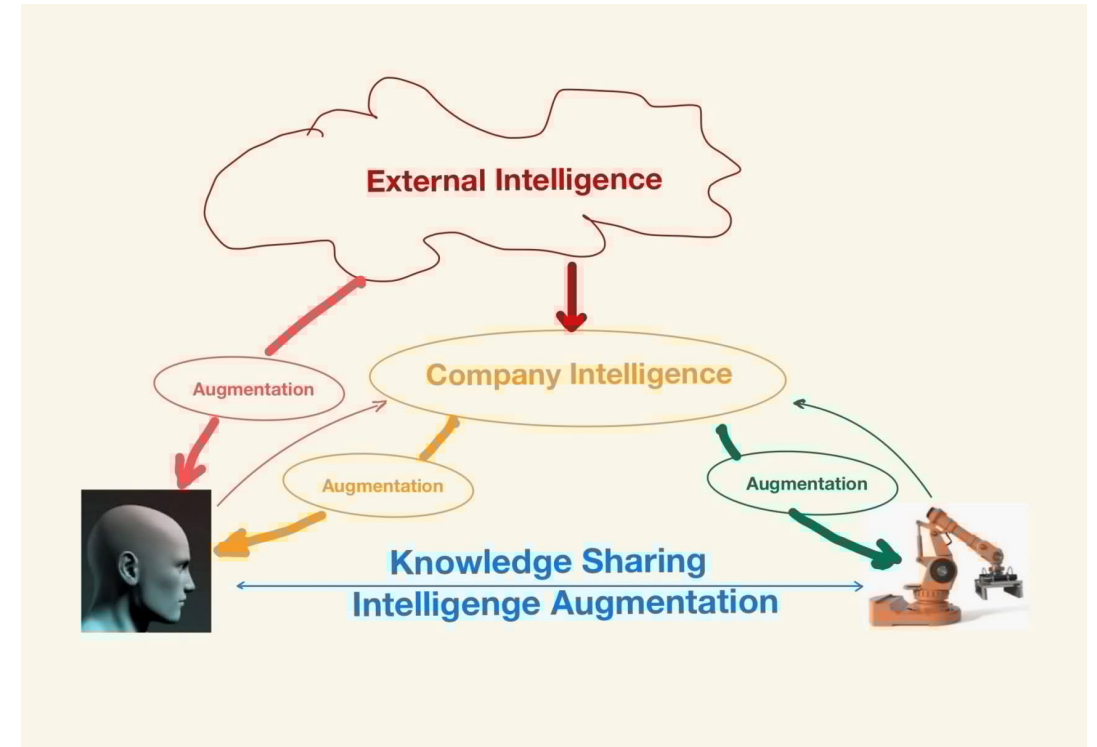 External Intelligence
Company Intelligence
Augmentation
Augmentation
Augmentation
Knowledge Sharing
Intelligenge Augmentation